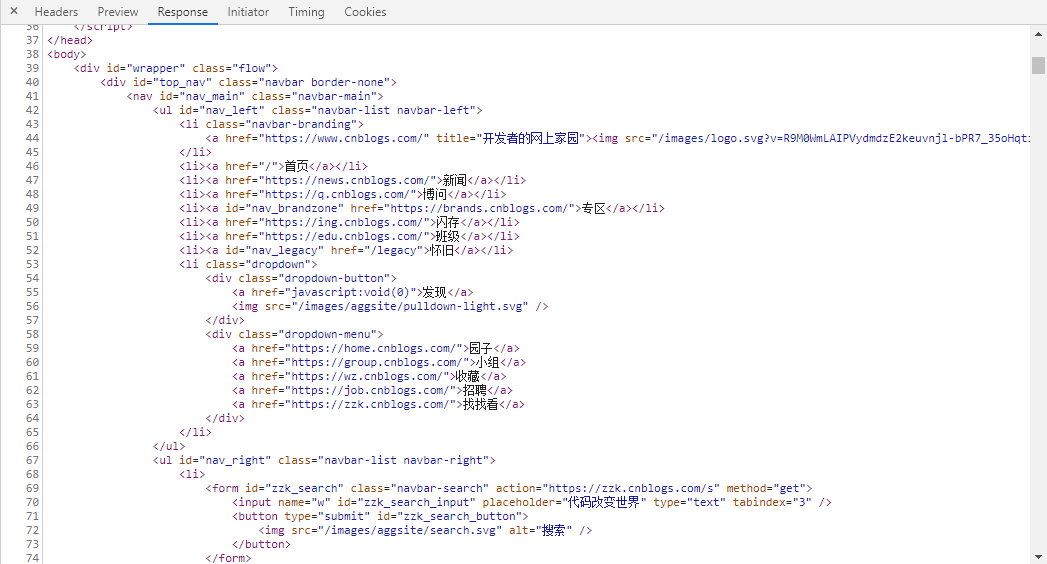 × Headers Preview Response Initiator Timing Cookies
36 </script>
37 </head>
38 <body>
39 <div id="wrapper" class="flow">
40 <div id="top_nav" class="navbar border-none">
41 <nav id="nav_main" class="navbar-main">
42 <ul id="nav_left" class="navbar-list navbar-left">
43 <li class="navbar-branding">
44 <a href="https://www.cnblogs.com/" title="开发者的网上家园"><img src="/images/logo.svg?v=R9M0WmLAIPVydmdzE2keuvnjl-bPR7_35oHqti
45 </li>
46 <li><a href="/">首页</a></li>
47 <li><a href="https://news.cnblogs.com/">新闻</a></li>
48 <li><a href="https://q.cnblogs.com/">博问</a></li>
49 <li><a id="nav_brandzone" href="https://brands.cnblogs.com/">专区</a></li>
50 <li><a href="https://ing.cnblogs.com/">闪存</a></li>
51 <li><a href="https://edu.cnblogs.com/">班级</a></li>
52 <li><a id="nav_legacy" href="/legacy">怀旧</a></li>
53 <li class="dropdown">
54 <div class="dropdown-button">
55 <a href="javascript:void(0)">发现</a>
56 <img src="/images/aggsite/pulldown-light.svg" />
57 </div>
58 <div class="dropdown-menu">
59 <a href="https://home.cnblogs.com/">园子</a>
60 <a href="https://group.cnblogs.com/">小组</a>
61 <a href="https://wz.cnblogs.com/">收藏</a>
62 <a href="https://job.cnblogs.com/">招聘</a>
63 <a href="https://zzk.cnblogs.com/">找找看</a>
64 </div>
65 </li>
66 </ul>
67 <ul id="nav_right" class="navbar-list navbar-right">
68 <li>
69 <form id="zzk_search" class="navbar-search" action="https://zzk.cnblogs.com/s" method="get">
70 <input name="w" id="zzk_search_input" placeholder="代码改变世界" type="text" tabindex="3" />
71 <button type="submit" id="zzk_search_button">
72 <img src="/images/aggsite/search.svg" alt="搜索" />
73 </button>
74 </form>